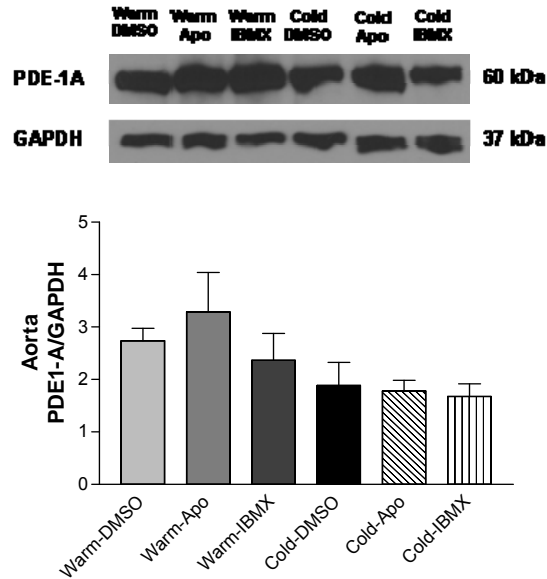 Warm Warm Warm Cold Cold Cold
DMSO Apo IBMX DMSO Apo IBMX
PDE-1A 60 kDa
GAPDH 37 kDa
5
4
3
2
1
0
Aorta
PDE1-A/GAPDH
Warm-DMSO
Warm-Apo
Warm-IBMX
Cold-DMSO
Cold-Apo
Cold-IBMX